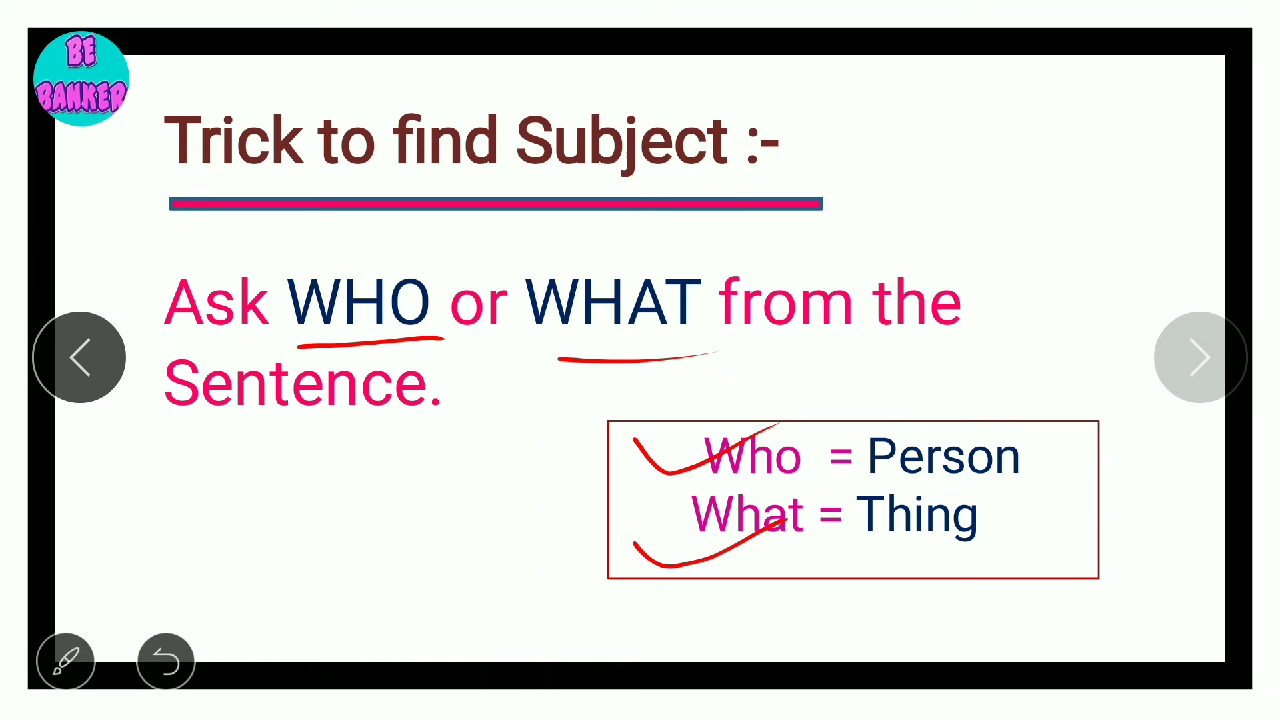 BE
BANKER
Trick to find Subject :-
Ask WHO or WHAT from the
Sentence.
Who = Person
What = Thing